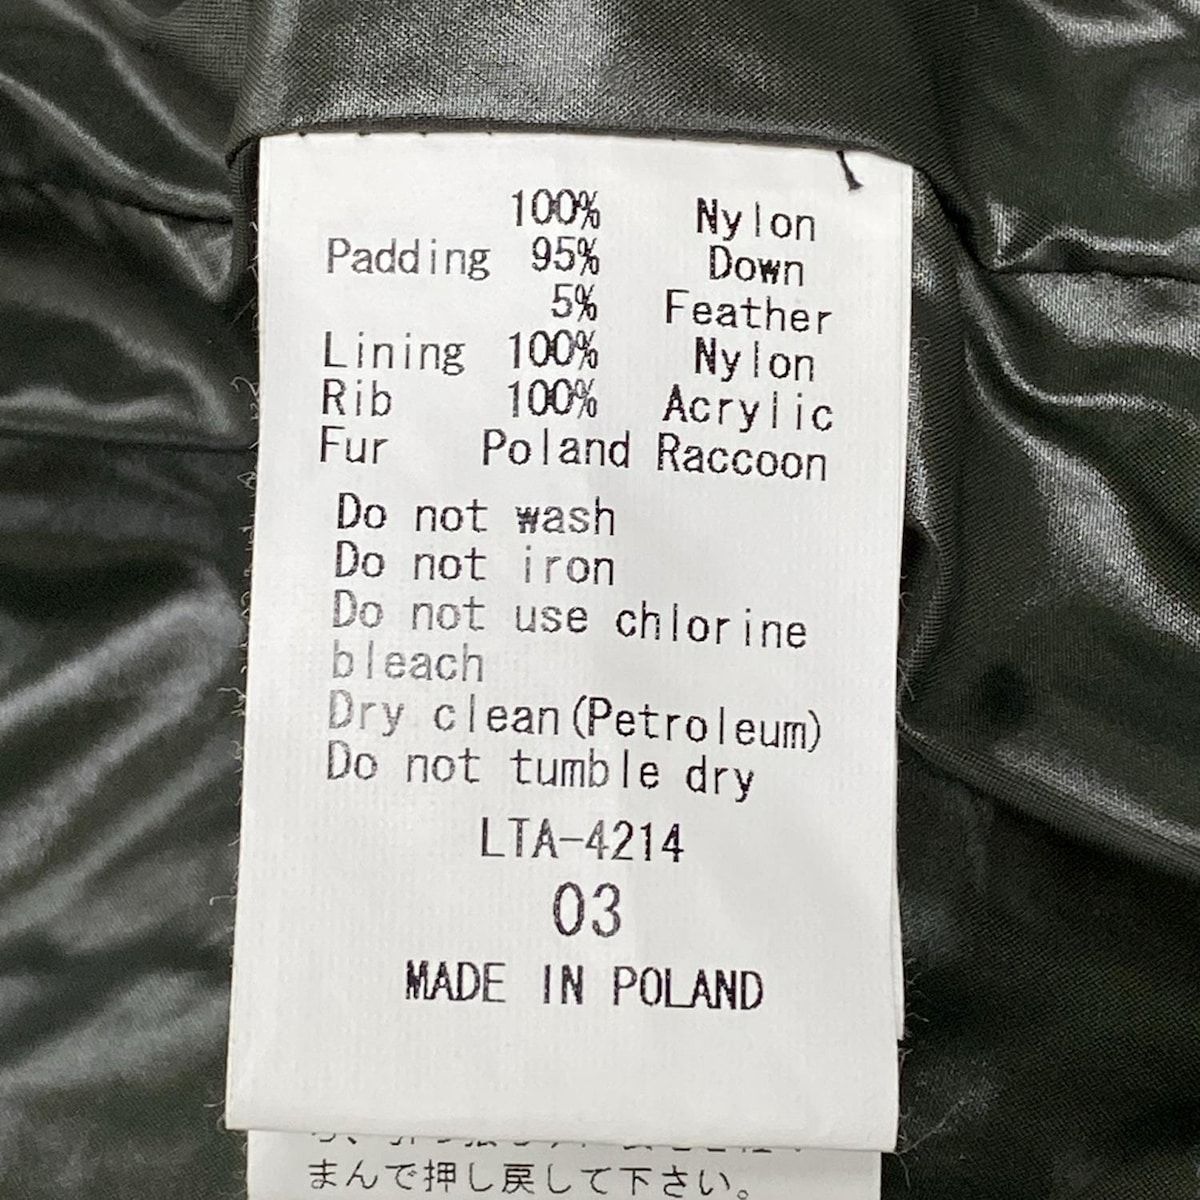 100% Nylon
Padding 95% Down
5% Feather
Lining 100% Nylon
Rib 100% Acrylic
Fur Poland Raccoon
Do not wash
Do not iron
Do not use chlorine
bleach
Dry clean(Petroleum)
Do not tumble dry
LTA-4214
03
MADE IN POLAND
まんで押し戻して下さい。